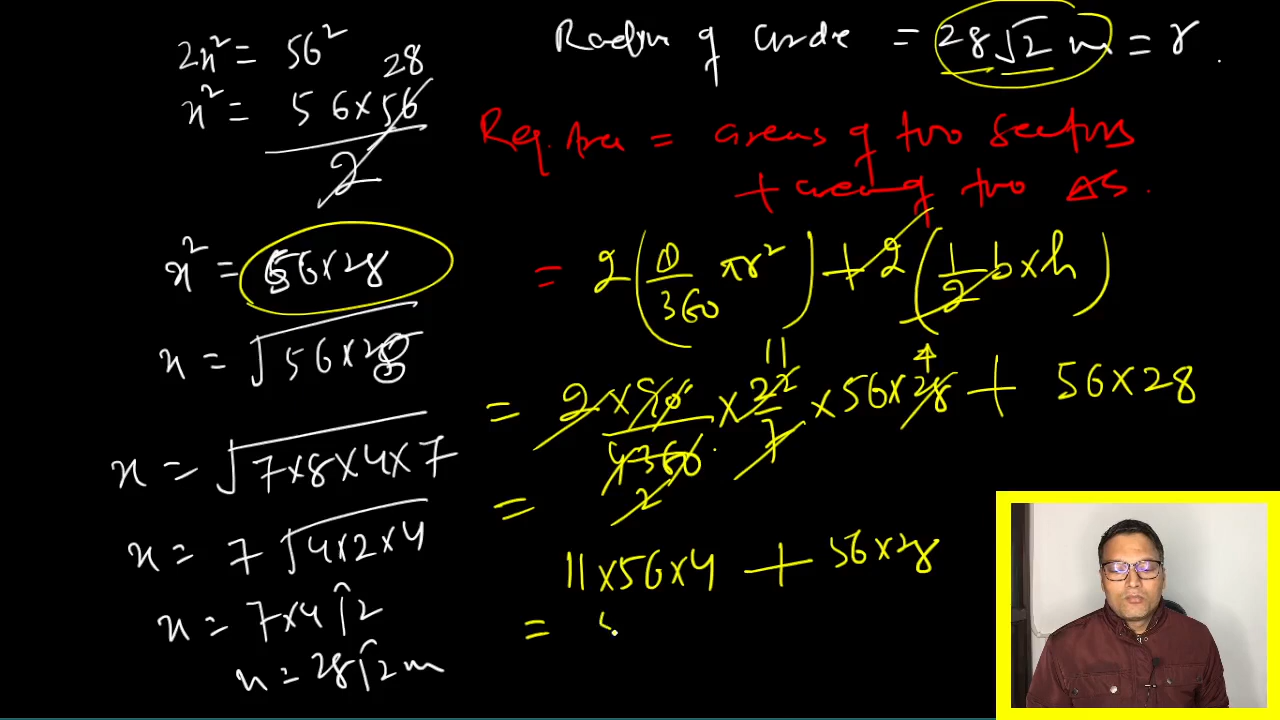 2x² = 56²
x² = 56×56/2
28
x² = 56×28
x = √56×28
x = √7×8×4×7
x = 7√4×2×4
x = 7×4√2
x = 28√2 m
Radius of circle = 28√2 m = r
Req. Area = areas of two sectors
+ area of two Δs.
= 2(θ/360 πr²) + 2(1/2 b×h)
11 4
= 2×90/360 × 22/7 × 56×28 + 56×28
4
2
=
11×56×4 + 56×28
=